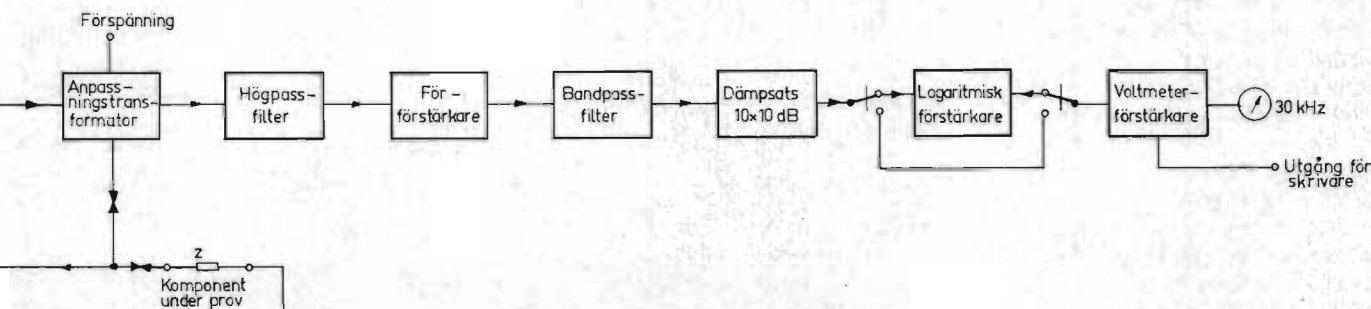 Förspänning
Anpass-
ningstrans-
formator
Högpass-
filter
För-
förstärkare
Bandpass-
filter
Dämpsats
10×10 dB
Logaritmisk
förstärkare
Voltmeter-
förstärkare
30 kHz
Utgång för
skrivare
Z
Komponent
under prov